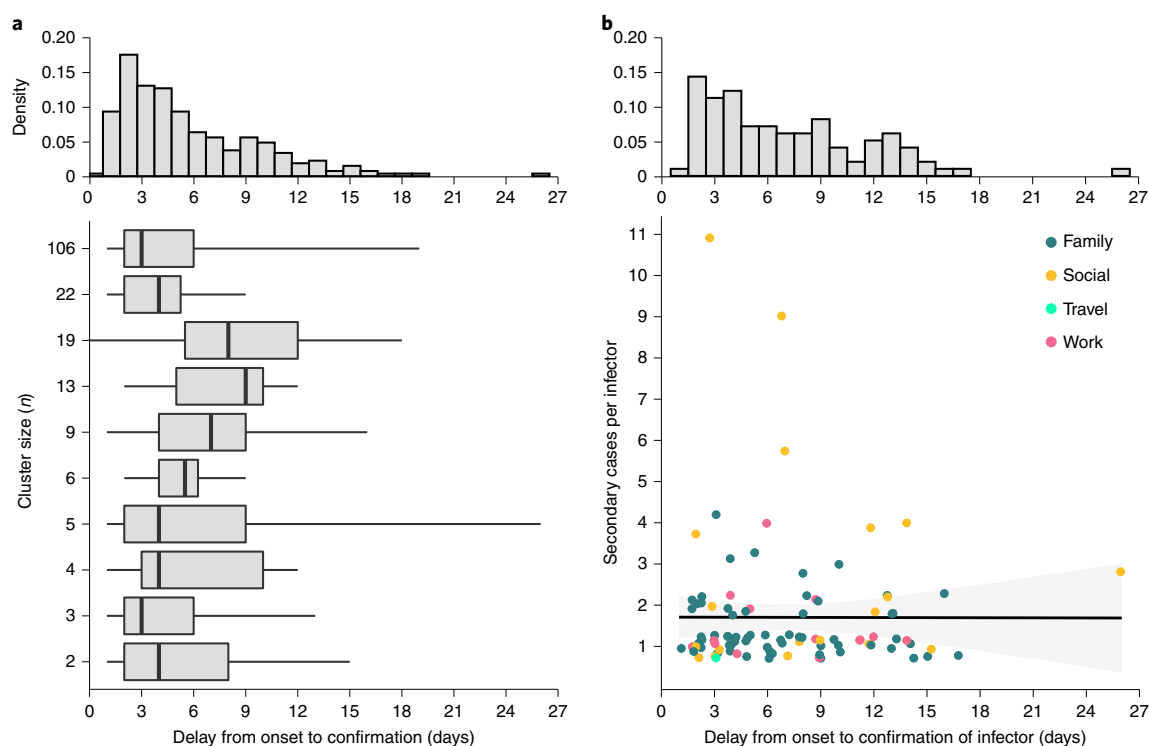 a
0.20
0.15
0.10
0.05
0
Density
0 3 6 9 12 15 18 21 24 27
106
22
19
13
9
6
5
4
3
2
Cluster size (n)
0 3 6 9 12 15 18 21 24 27
Delay from onset to confirmation (days)
b
0.20
0.15
0.10
0.05
0
0 3 6 9 12 15 18 21 24 27
11
10
9
8
7
6
5
4
3
2
1
Secondary cases per infector
Family
Social
Travel
Work
0 3 6 9 12 15 18 21 24 27
Delay from onset to confirmation of infector (days)